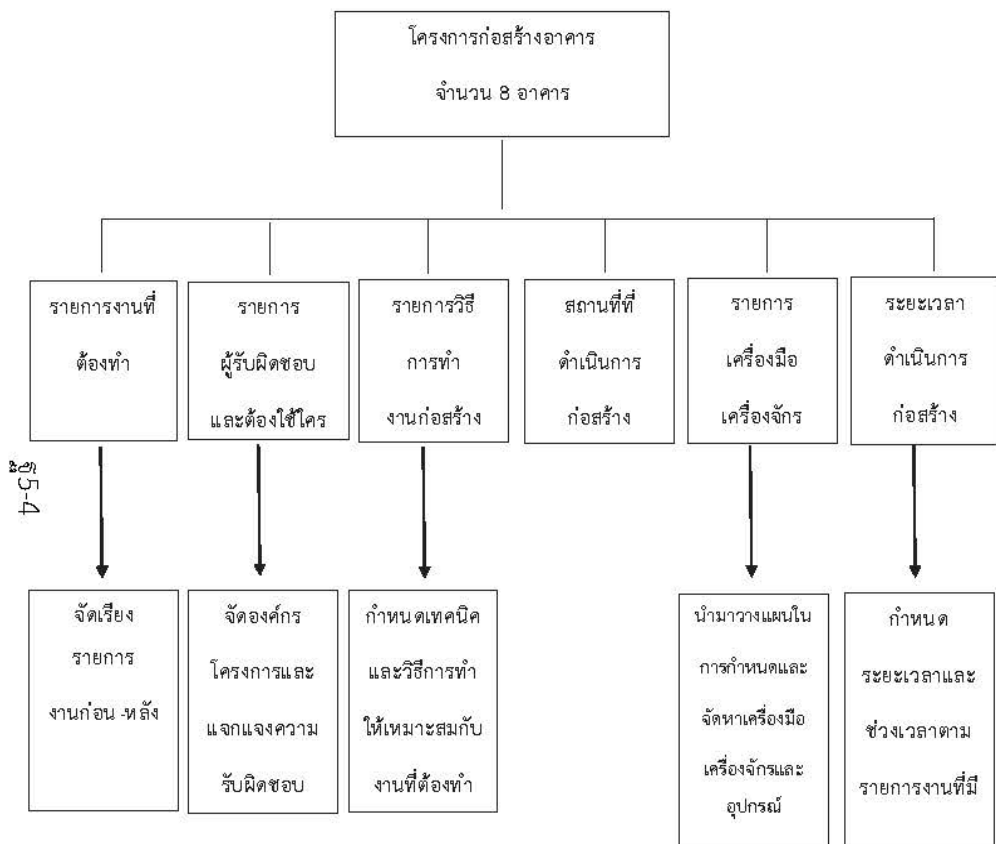 โครงการก่อสร้างอาคาร
จำนวน 8 อาคาร
รายการงานที่
ต้องทำ
รายการ
ผู้รับผิดชอบ
และต้องใช้ใคร
รายการวิธี
การทำ
งานก่อสร้าง
สถานที่ที่
ดำเนินการ
ก่อสร้าง
รายการ
เครื่องมือ
เครื่องจักร
ระยะเวลา
ดำเนินการ
ก่อสร้าง
5-4
จัดเรียง
รายการ
งานก่อน -หลัง
จัดองค์กร
โครงการและ
แจกแจงความ
รับผิดชอบ
กำหนดเทคนิค
และวิธีการทำ
ให้เหมาะสมกับ
งานที่ต้องทำ
นำมาวางแผนใน
การกำหนดและ
จัดหาเครื่องมือ
เครื่องจักรและ
อุปกรณ์
กำหนด
ระยะเวลาและ
ช่วงเวลาตาม
รายการงานที่มี